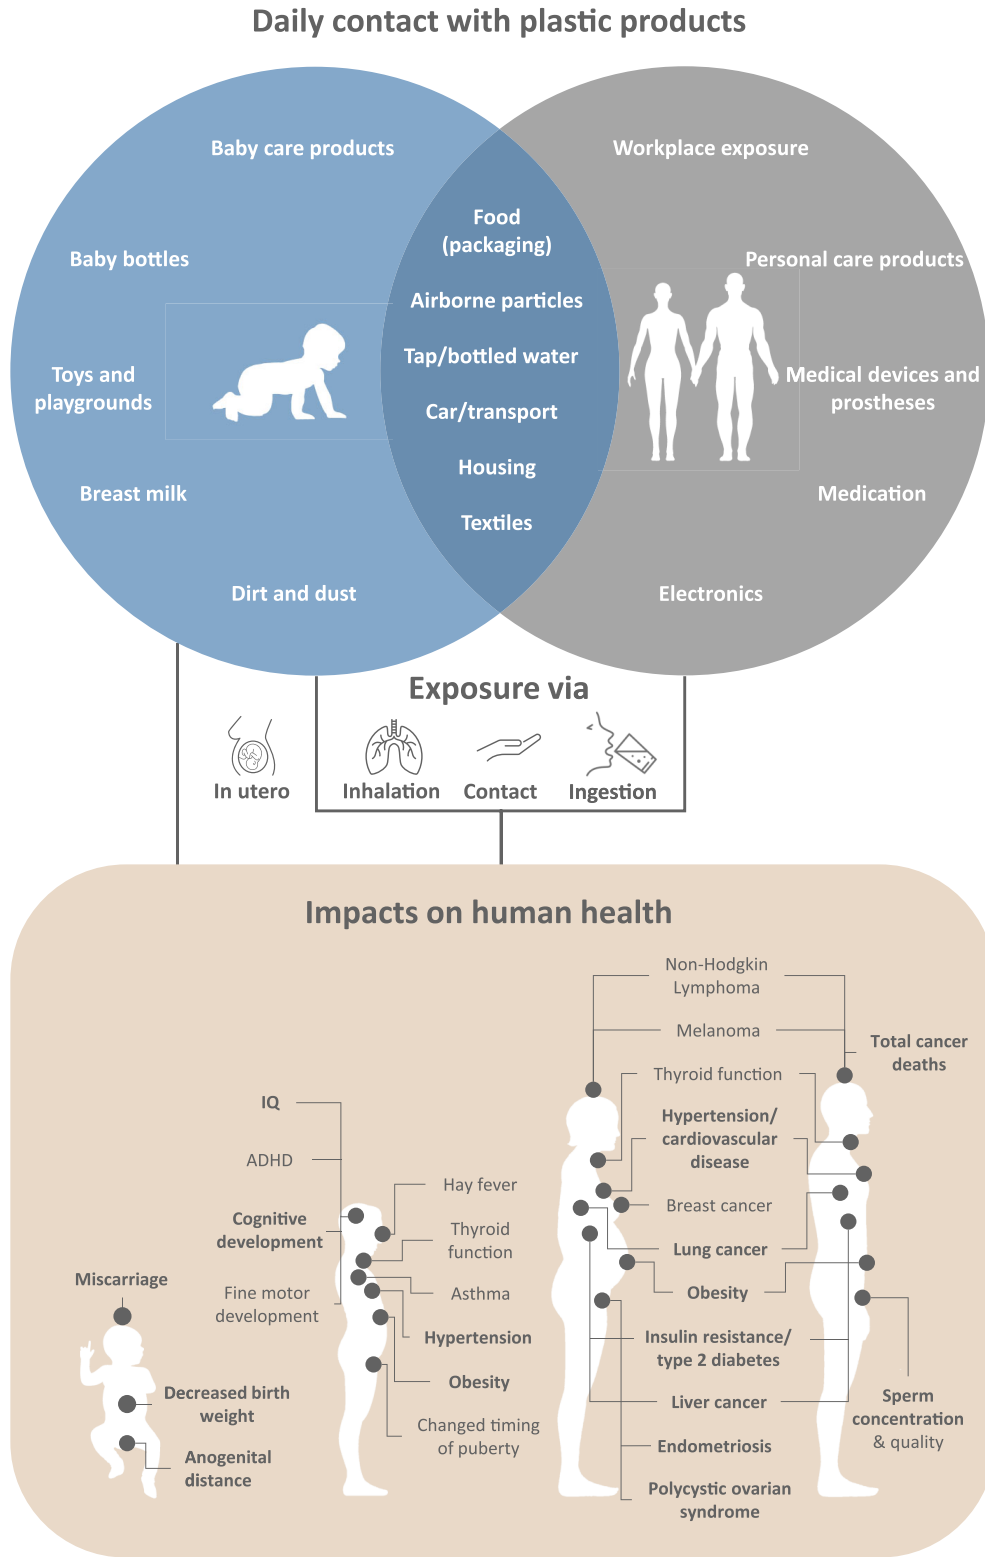 Daily contact with plastic products
Baby care products
Baby bottles
Toys and
playgrounds
Breast milk
Dirt and dust
Food
(packaging)
Airborne particles
Tap/bottled water
Car/transport
Housing
Textiles
Workplace exposure
Personal care products
Medical devices and
prostheses
Medication
Electronics
Exposure via
In utero
Inhalation
Contact
Ingestion
Impacts on human health
Miscarriage
Decreased birth
weight
Anogenital
distance
IQ
ADHD
Cognitive
development
Fine motor
development
Hay fever
Thyroid
function
Asthma
Hypertension
Obesity
Changed timing
of puberty
Non-Hodgkin
Lymphoma
Melanoma
Thyroid function
Hypertension/
cardiovascular
disease
Breast cancer
Lung cancer
Obesity
Insulin resistance/
type 2 diabetes
Liver cancer
Endometriosis
Polycystic ovarian
syndrome
Total cancer
deaths
Sperm
concentration
& quality